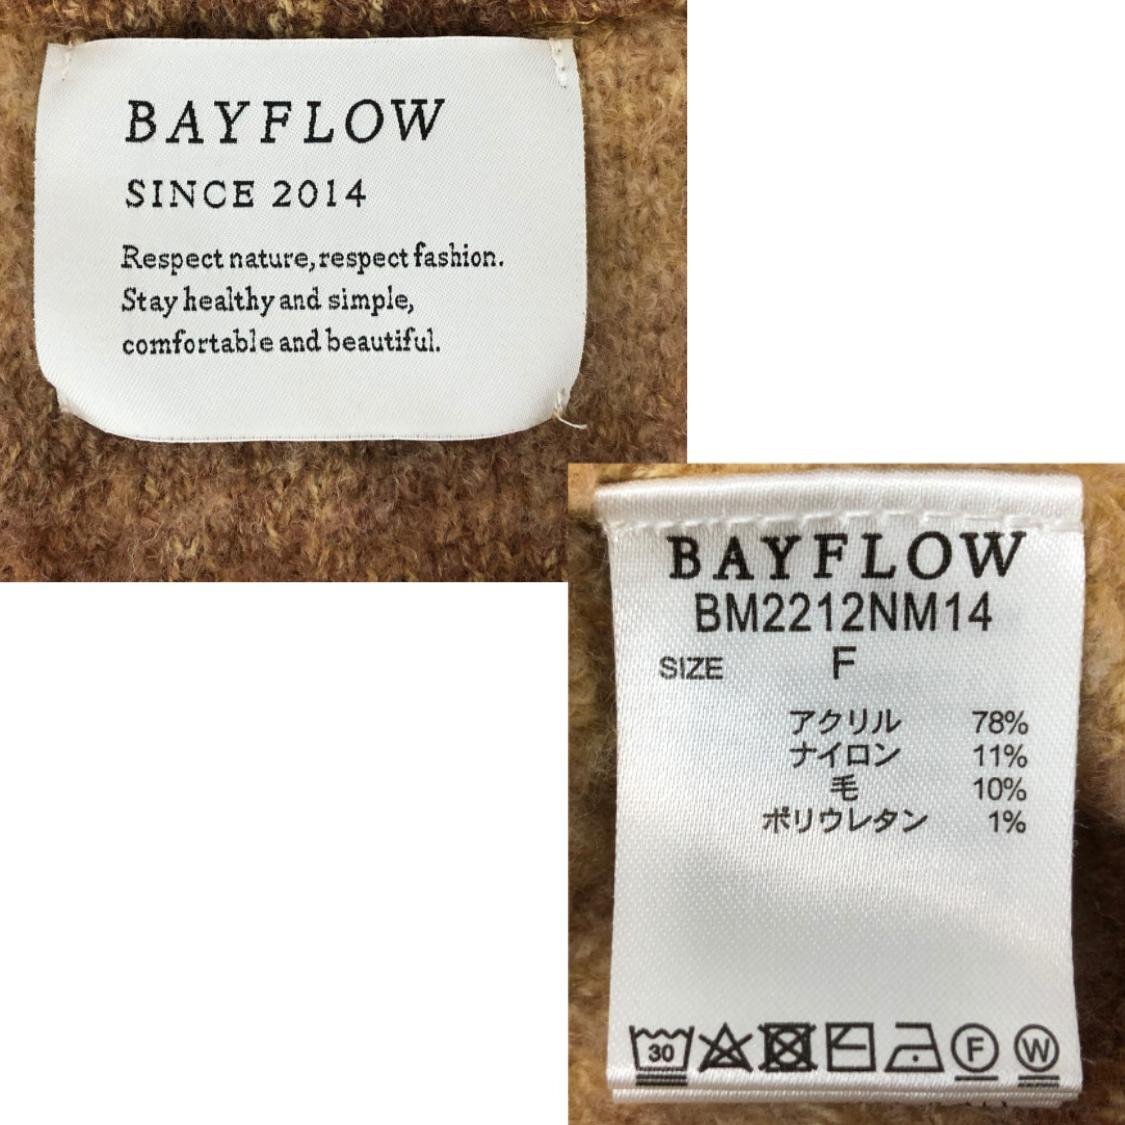 BAYFLOW
SINCE 2014
Respect nature, respect fashion.
Stay healthy and simple,
comfortable and beautiful.
BAYFLOW
BM2212NM14
SIZE F
アクリル 78%
ナイロン 11%
毛 10%
ポリウレタン 1%
30 F W